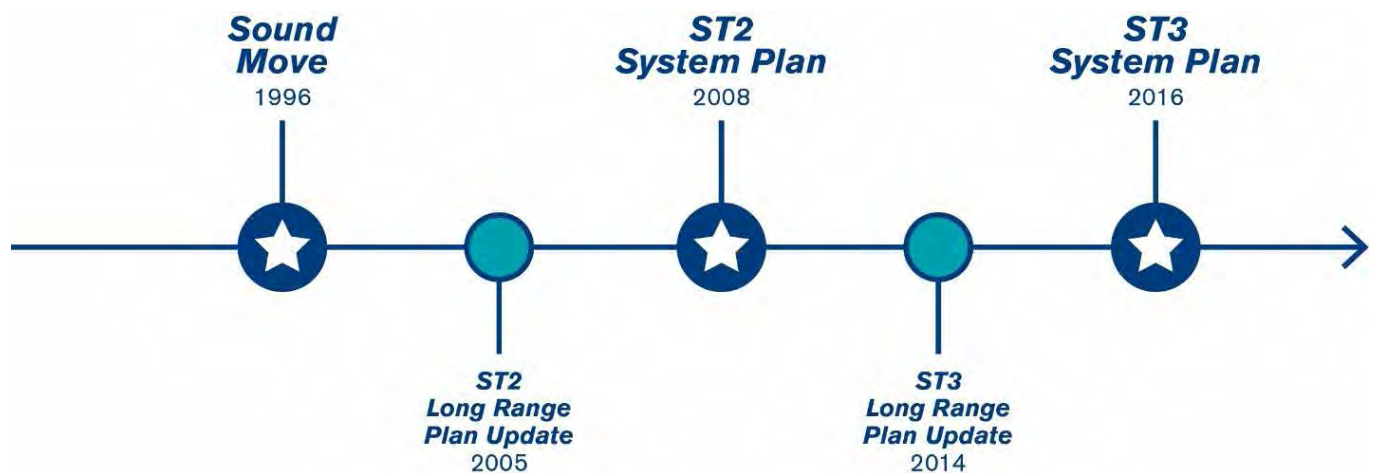 Sound
Move
1996
ST2
System Plan
2008
ST3
System Plan
2016
ST2
Long Range
Plan Update
2005
ST3
Long Range
Plan Update
2014